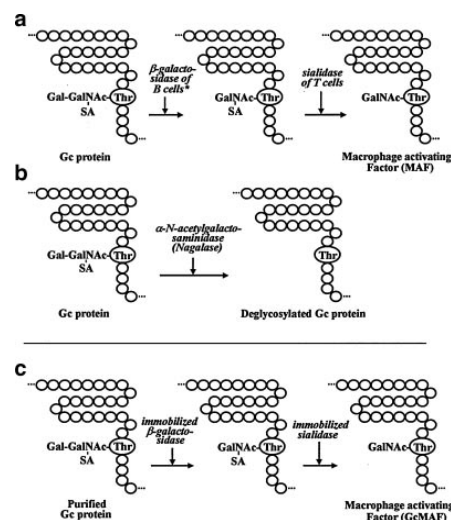 a
β-galacto-
sidase of
B cells*
sialidase
of T cells
Gal-GalNAc-Thr
SA
GalNAc-Thr
SA
GalNAc-Thr
Gc protein
Macrophage activating
Factor (MAF)
b
α-N-acetylgalacto-
saminidase
(Nagalase)
Gal-GalNAc-Thr
SA
Thr
Gc protein
Deglycosylated Gc protein
c
immobilized
β-galacto-
sidase
immobilized
sialidase
Gal-GalNAc-Thr
SA
GalNAc-Thr
SA
GalNAc-Thr
Purified
Gc protein
Macrophage activating
Factor (GcMAF)